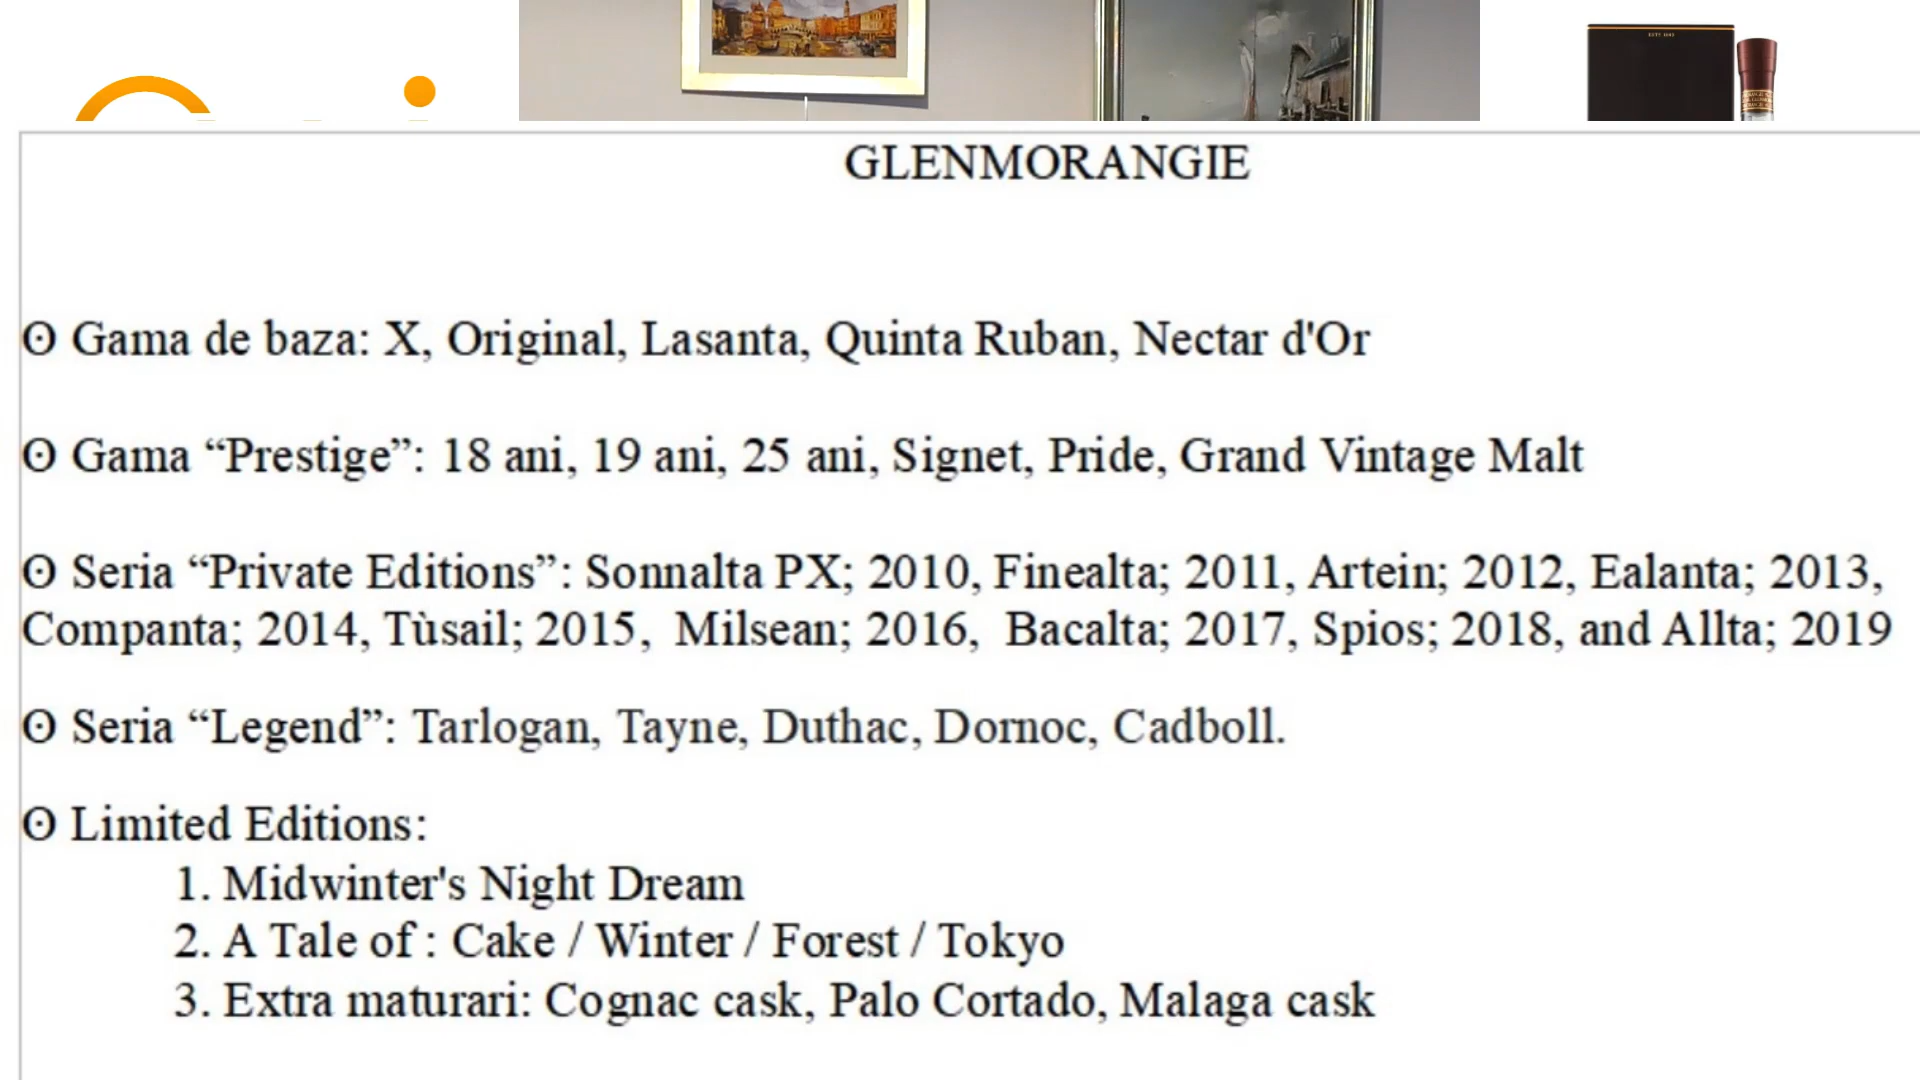 GLENMORANGIE
ʘ Gama de baza: X, Original, Lasanta, Quinta Ruban, Nectar d'Or
ʘ Gama “Prestige”: 18 ani, 19 ani, 25 ani, Signet, Pride, Grand Vintage Malt
ʘ Seria “Private Editions”: Sonnalta PX; 2010, Finealta; 2011, Artein; 2012, Ealanta; 2013,
Companta; 2014, Tùsail; 2015, Milsean; 2016, Bacalta; 2017, Spios; 2018, and Allta; 2019
ʘ Seria “Legend”: Tarlogan, Tayne, Duthac, Dornoc, Cadboll.
ʘ Limited Editions:
1. Midwinter's Night Dream
2. A Tale of : Cake / Winter / Forest / Tokyo
3. Extra maturari: Cognac cask, Palo Cortado, Malaga cask